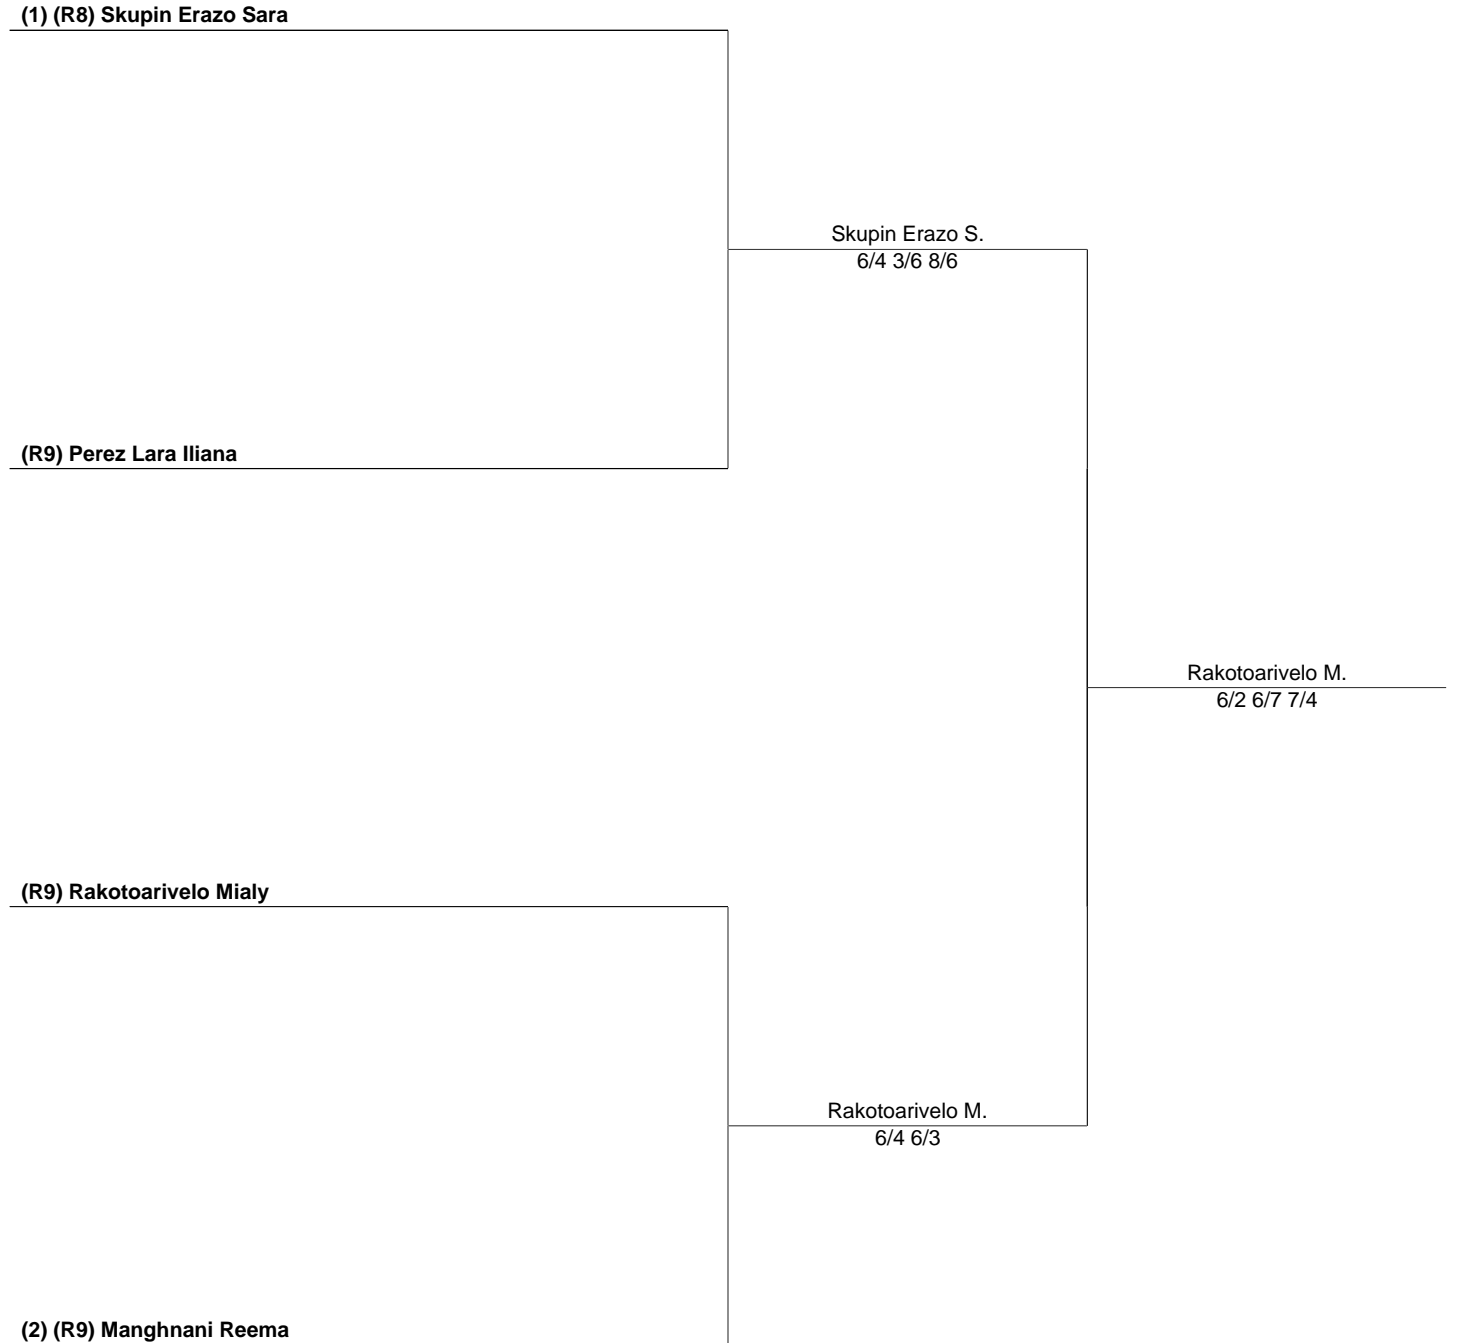 (1) (R8) Skupin Erazo Sara
Skupin Erazo S.
6/4 3/6 8/6
(R9) Perez Lara Iliana
Rakotoarivelo M.
6/2 6/7 7/4
(R9) Rakotoarivelo Mialy
Rakotoarivelo M.
6/4 6/3
(2) (R9) Manghnani Reema